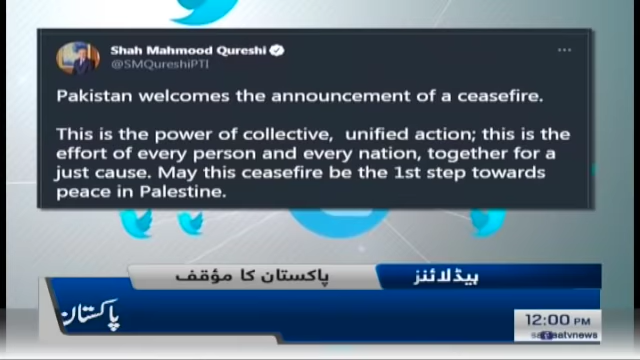 Shah Mahmood Qureshi
@SMQureshiPTI
Pakistan welcomes the announcement of a ceasefire.
This is the power of collective, unified action; this is the
effort of every person and every nation, together for a
just cause. May this ceasefire be the 1st step towards
peace in Palestine.
ہیڈلائنز
پاکستان کا مؤقف
پاکستان
12:00 PM